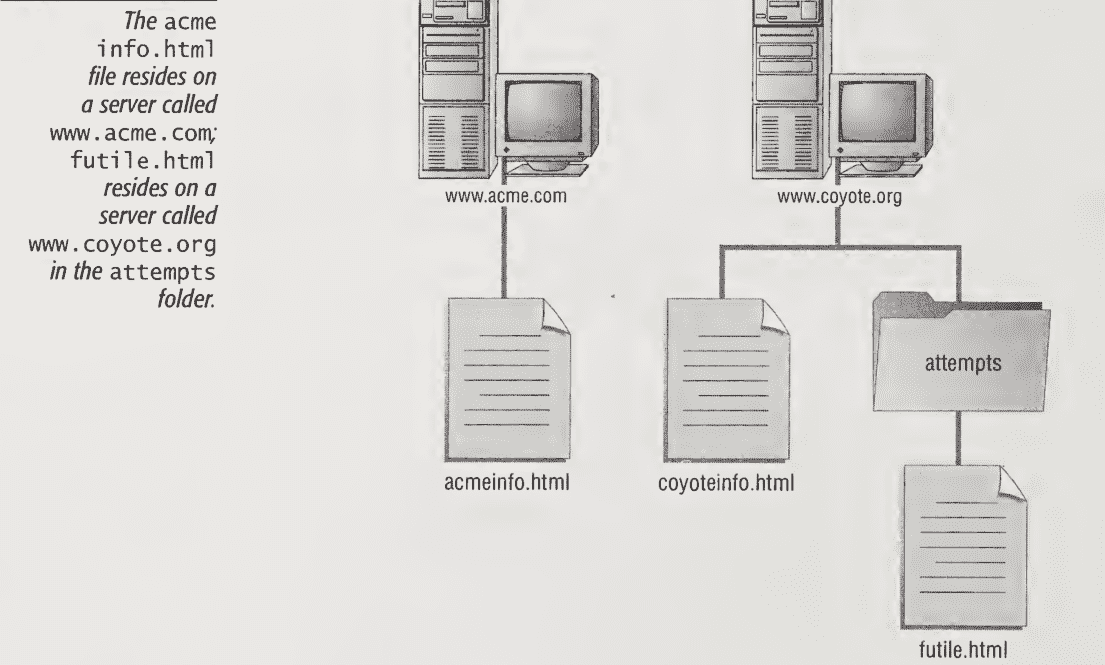 The acme
info.html
file resides on
a server called
www.acme.com;
futile.html
resides on a
server called
www.coyote.org
in the attempts
folder.
www.acme.com
www.coyote.org
attempts
acmeinfo.html
coyoteinfo.html
futile.html